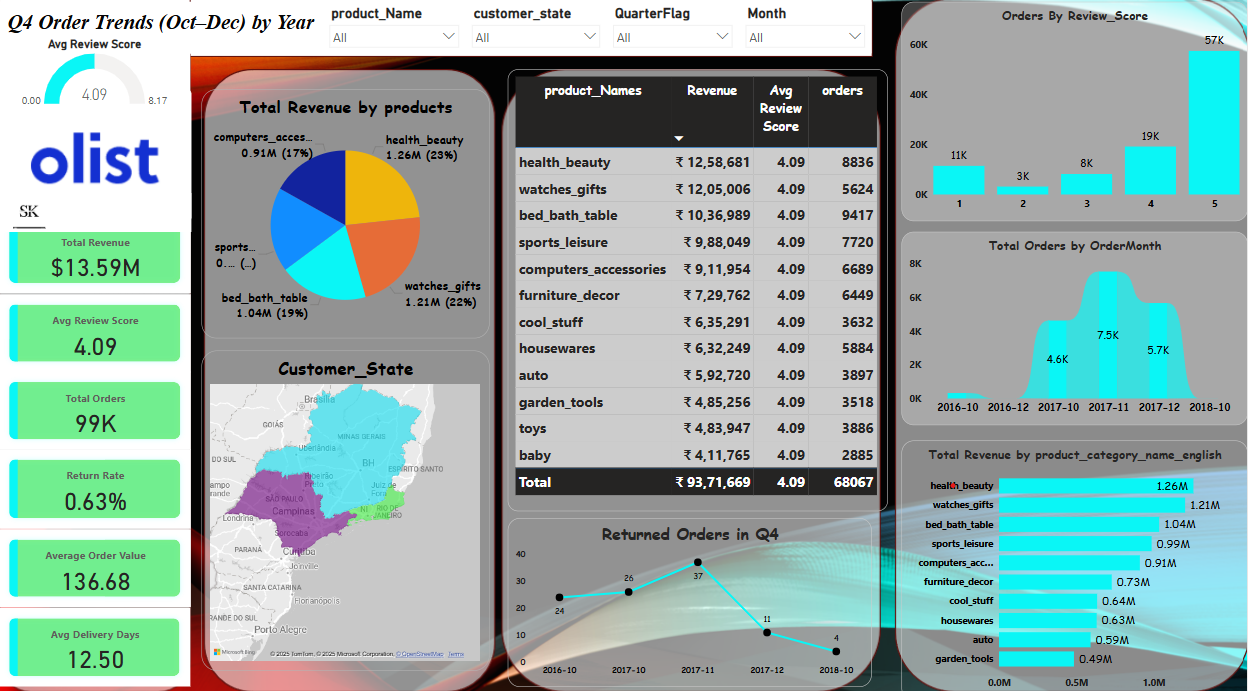 Q4 Order Trends (Oct–Dec) by Year
product_Name
customer_state
QuarterFlag
Month
All
All
All
All
Avg Review Score
4.09
0.00
8.17
olist
SK
Total Revenue
$13.59M
Avg Review Score
4.09
Total Orders
99K
Return Rate
0.63%
Average Order Value
136.68
Avg Delivery Days
12.50
Total Revenue by products
computers_acces...
0.91M (17%)
health_beauty
1.26M (23%)
sports...
0.... (...)
bed_bath_table
1.04M (19%)
watches_gifts
1.21M (22%)
Customer_State
Brasília
GOIÁS
MINAS GERAIS
DO SUL
Uberlândia
BH
ESPÍRITO SANTO
Ribeirão
Preto
Juiz de
Fora
SÃO PAULO
Campinas
RIO DE
JANEIRO
Londrina
Sorocaba
PARANÁ
Curitiba
Joinville
SANTA CATARINA
Florianópolis
RANDE DO SUL
Porto Alegre
Microsoft Bing
© 2025 TomTom, © 2025 Microsoft Corporation, © OpenStreetMap Terms
product_Names Revenue Avg Review Score orders
health_beauty ₹ 12,58,681 4.09 8836
watches_gifts ₹ 12,05,006 4.09 5624
bed_bath_table ₹ 10,36,989 4.09 9417
sports_leisure ₹ 9,88,049 4.09 7720
computers_accessories ₹ 9,11,954 4.09 6689
furniture_decor ₹ 7,29,762 4.09 6449
cool_stuff ₹ 6,35,291 4.09 3632
housewares ₹ 6,32,249 4.09 5884
auto ₹ 5,92,720 4.09 3897
garden_tools ₹ 4,85,256 4.09 3518
toys ₹ 4,83,947 4.09 3886
baby ₹ 4,11,765 4.09 2885
Total ₹ 93,71,669 4.09 68067
Returned Orders in Q4
40
30
20
10
0
24
26
37
11
4
2016-10 2017-10 2017-11 2017-12 2018-10
Orders By Review_Score
60K
40K
20K
0K
11K
3K
8K
19K
57K
1 2 3 4 5
Total Orders by OrderMonth
8K
6K
4K
2K
0K
4.6K
7.5K
5.7K
2016-10 2016-12 2017-10 2017-11 2017-12 2018-10
Total Revenue by product_category_name_english
health_beauty 1.26M
watches_gifts 1.21M
bed_bath_table 1.04M
sports_leisure 0.99M
computers_acc... 0.91M
furniture_decor 0.73M
cool_stuff 0.64M
housewares 0.63M
auto 0.59M
garden_tools 0.49M
0.0M 0.5M 1.0M